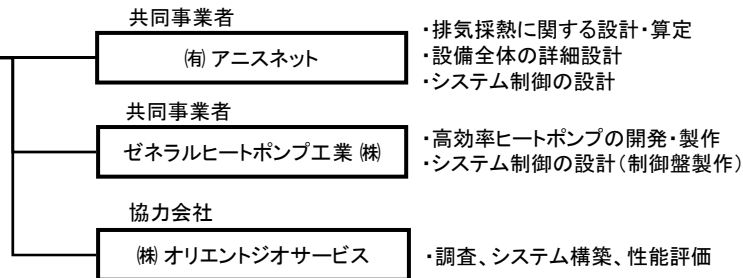 共同事業者
㈲ アニスネット
・排気採熱に関する設計・算定
・設備全体の詳細設計
・システム制御の設計
共同事業者
ゼネラルヒートポンプ工業 ㈱
・高効率ヒートポンプの開発・製作
・システム制御の設計（制御盤製作）
協力会社
㈱ オリエントジオサービス
・調査、システム構築、性能評価